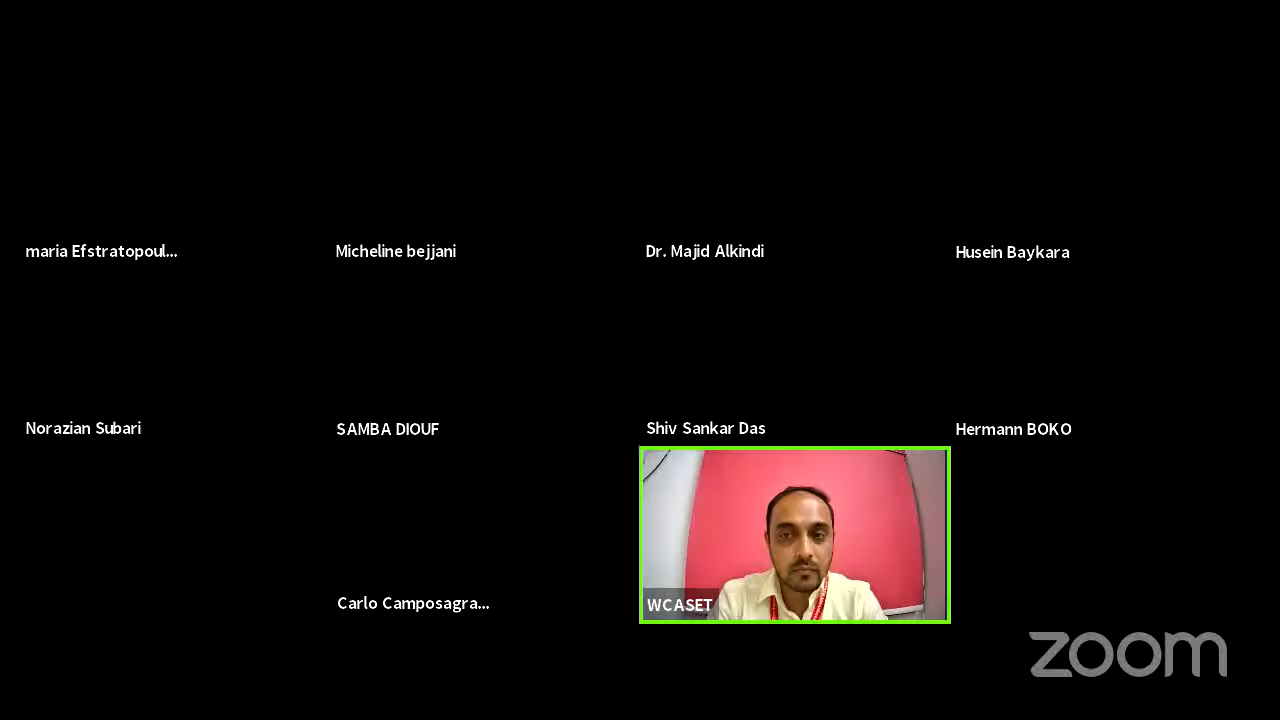 maria Efstratopoul...
Micheline bejjani
Dr. Majid Alkindi
Husein Baykara
Norazian Subari
SAMBA DIOUF
Shiv Sankar Das
Hermann BOKO
Carlo Camposagra...
WCASET
zoom